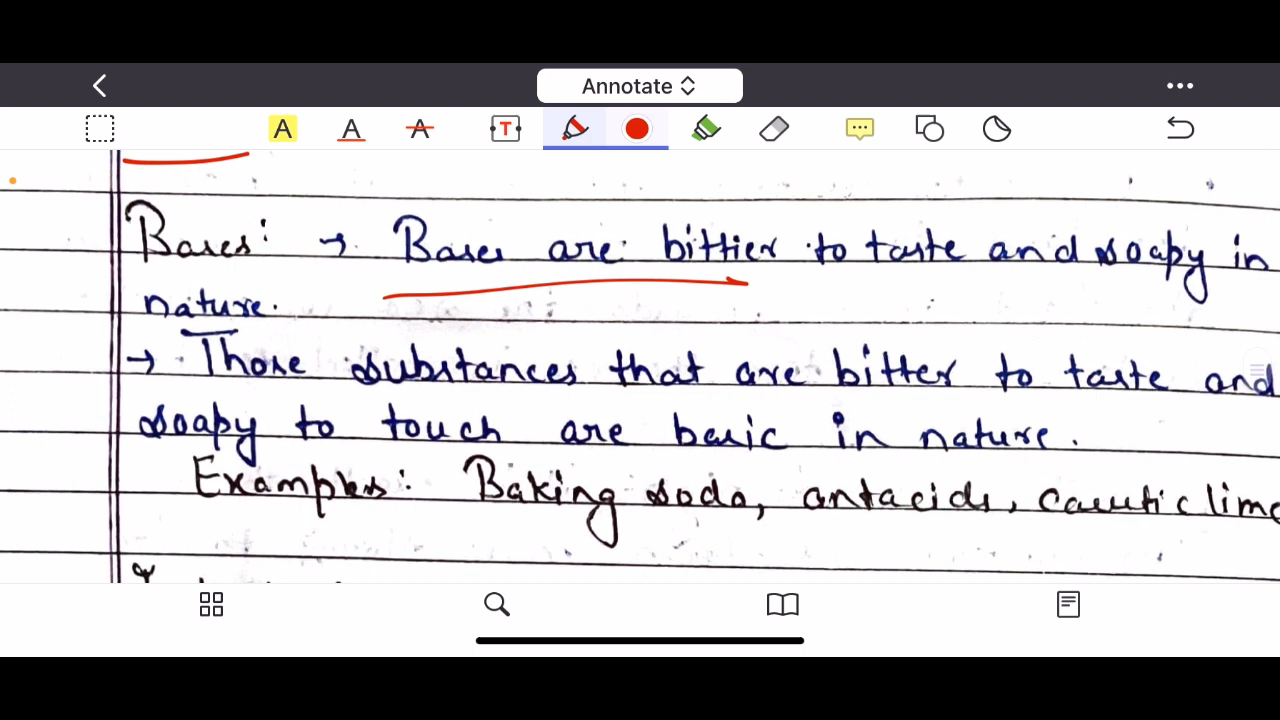 Annotate
A A A T
Bases: → Bases are bittier to taste and soapy in
nature.
→ Those substances that are bitter to taste and
soapy to touch are basic in nature.
Examples: Baking soda, antacids, caustic lime